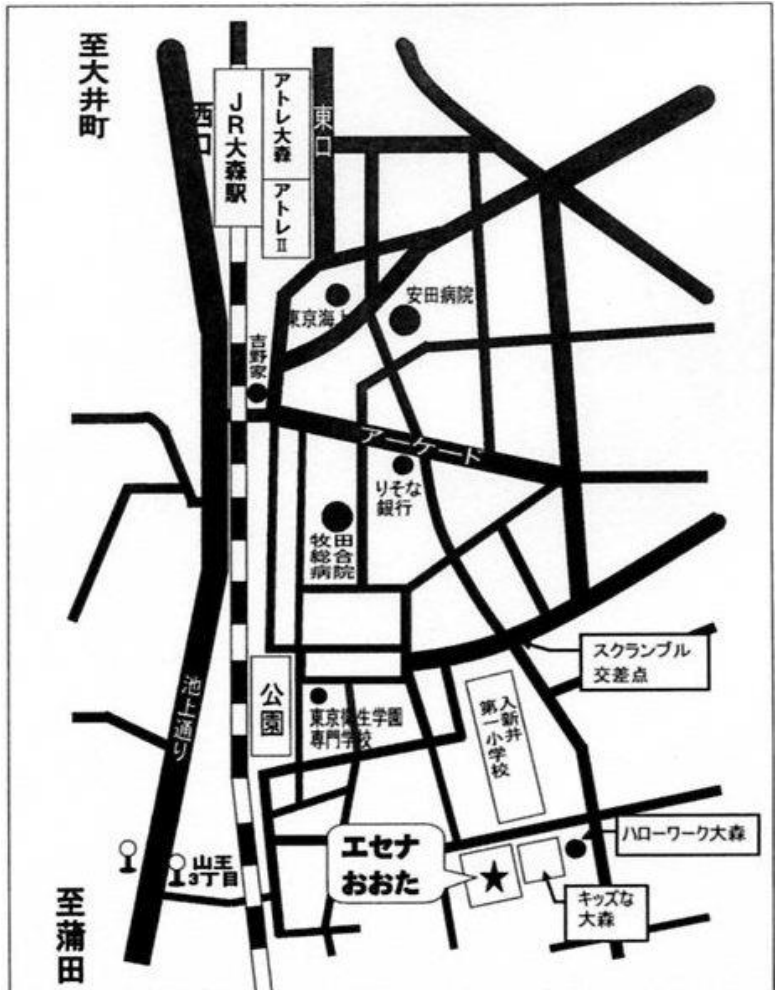 至大井町
西口
JR大森駅
アトレ大森
アトレⅡ
東口
安田病院
東京海上
吉野家
アーケード
りそな
銀行
牧田
総合
病院
スクランブル
交差点
公園
東京衛生学園
専門学校
入新井
第一小学校
池上通り
ハローワーク大森
エセナ
おおた
山王
3丁目
キッズな
大森
至蒲田